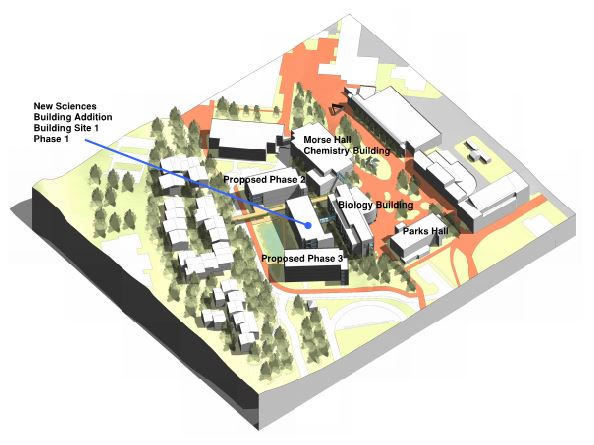 New Sciences
Building Addition
Building Site 1
Phase 1
Morse Hall
Chemistry Building
Proposed Phase 2
Biology Building
Parks Hall
Proposed Phase 3